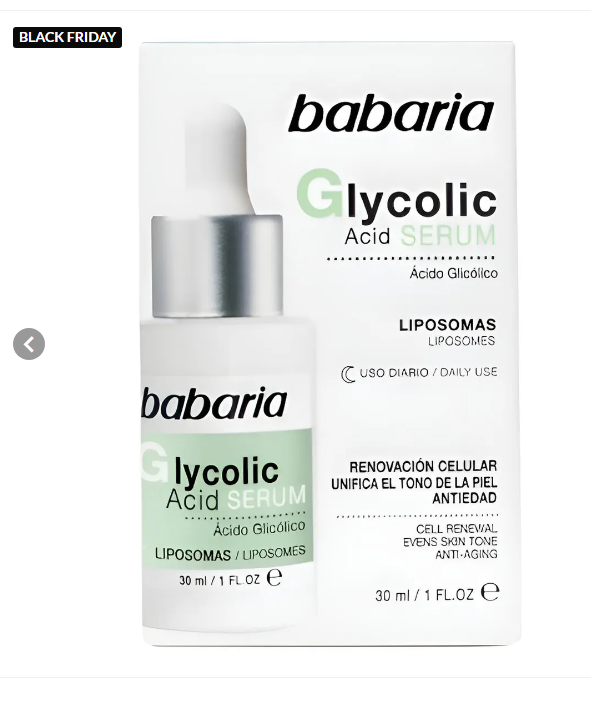 BLACK FRIDAY
babaria
Glycolic
Acid SERUM
Ácido Glicólico
LIPOSOMAS
LIPOSOMES
USO DIARIO / DAILY USE
RENOVACIÓN CELULAR
UNIFICA EL TONO DE LA PIEL
ANTIEDAD
CELL RENEWAL
EVENS SKIN TONE
ANTI-AGING
30 ml / 1 FL.OZ ℮
babaria
Glycolic
Acid SERUM
Ácido Glicólico
LIPOSOMAS / LIPOSOMES
30 ml / 1 FL.OZ ℮